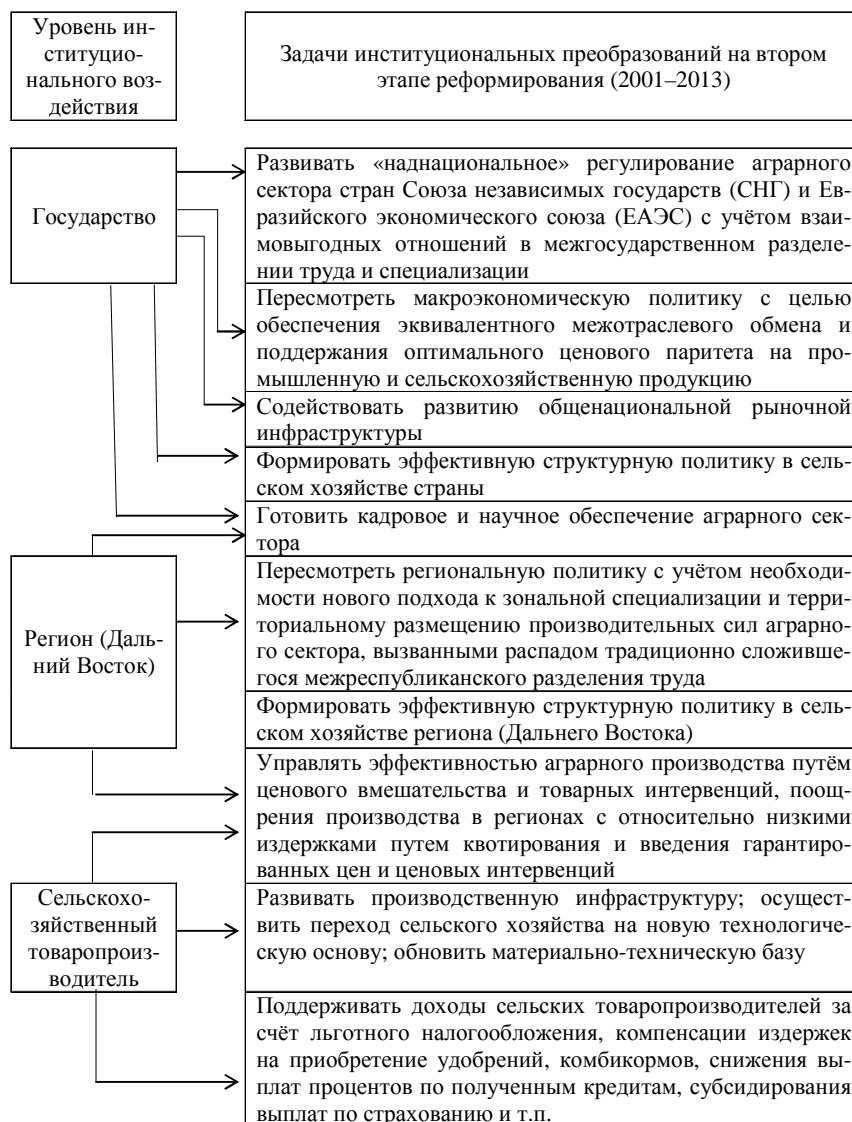 Уровень ин-
ституцио-
нального воз-
действия
Задачи институциональных преобразований на втором
этапе реформирования (2001–2013)
Государство
Развивать «наднациональное» регулирование аграрного
сектора стран Союза независимых государств (СНГ) и Ев-
разийского экономического союза (ЕАЭС) с учётом взаи-
мовыгодных отношений в межгосударственном разделе-
нии труда и специализации
Пересмотреть макроэкономическую политику с целью
обеспечения эквивалентного межотраслевого обмена и
поддержания оптимального ценового паритета на про-
мышленную и сельскохозяйственную продукцию
Содействовать развитию общенациональной рыночной
инфраструктуры
Формировать эффективную структурную политику в сель-
ском хозяйстве страны
Готовить кадровое и научное обеспечение аграрного сек-
тора
Регион (Даль-
ний Восток)
Пересмотреть региональную политику с учётом необходи-
мости нового подхода к зональной специализации и терри-
ториальному размещению производительных сил аграрно-
го сектора, вызванными распадом традиционно сложивше-
гося межреспубликанского разделения труда
Формировать эффективную структурную политику в сель-
ском хозяйстве региона (Дальнего Востока)
Управлять эффективностью аграрного производства путём
ценового вмешательства и товарных интервенций, поощ-
рения производства в регионах с относительно низкими
издержками путем квотирования и введения гарантиро-
ванных цен и ценовых интервенций
Сельскохо-
зяйственный
товаропроиз-
водитель
Развивать производственную инфраструктуру; осущест-
вить переход сельского хозяйства на новую технологиче-
скую основу; обновить материально-техническую базу
Поддерживать доходы сельских товаропроизводителей за
счёт льготного налогообложения, компенсации издержек
на приобретение удобрений, комбикормов, снижения вы-
плат процентов по полученным кредитам, субсидирования
выплат по страхованию и т.п.